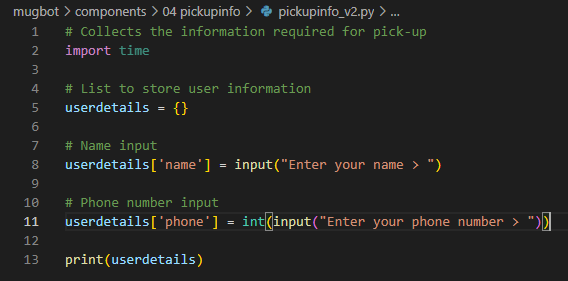 mugbot > components > 04 pickupinfo > pickupinfo_v2.py > ...
1 # Collects the information required for pick-up
2 import time
3
4 # List to store user information
5 userdetails = {}
6
7 # Name input
8 userdetails['name'] = input("Enter your name > ")
9
10 # Phone number input
11 userdetails['phone'] = int(input("Enter your phone number > "))
12
13 print(userdetails)